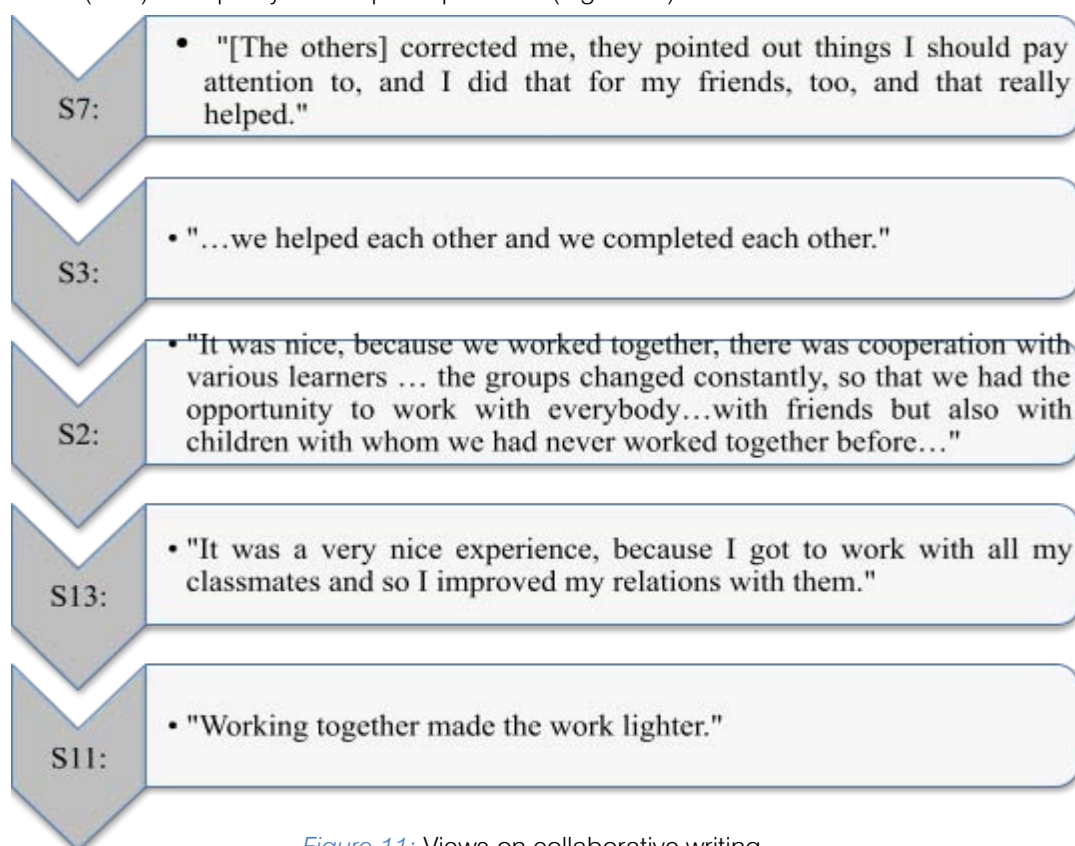 S7:
• "[The others] corrected me, they pointed out things I should pay
attention to, and I did that for my friends, too, and that really
helped."
S3:
• "…we helped each other and we completed each other."
S2:
• "It was nice, because we worked together, there was cooperation with
various learners … the groups changed constantly, so that we had the
opportunity to work with everybody…with friends but also with
children with whom we had never worked together before…"
S13:
• "It was a very nice experience, because I got to work with all my
classmates and so I improved my relations with them."
S11:
• "Working together made the work lighter."
Figure 11: Views on collaborative writing